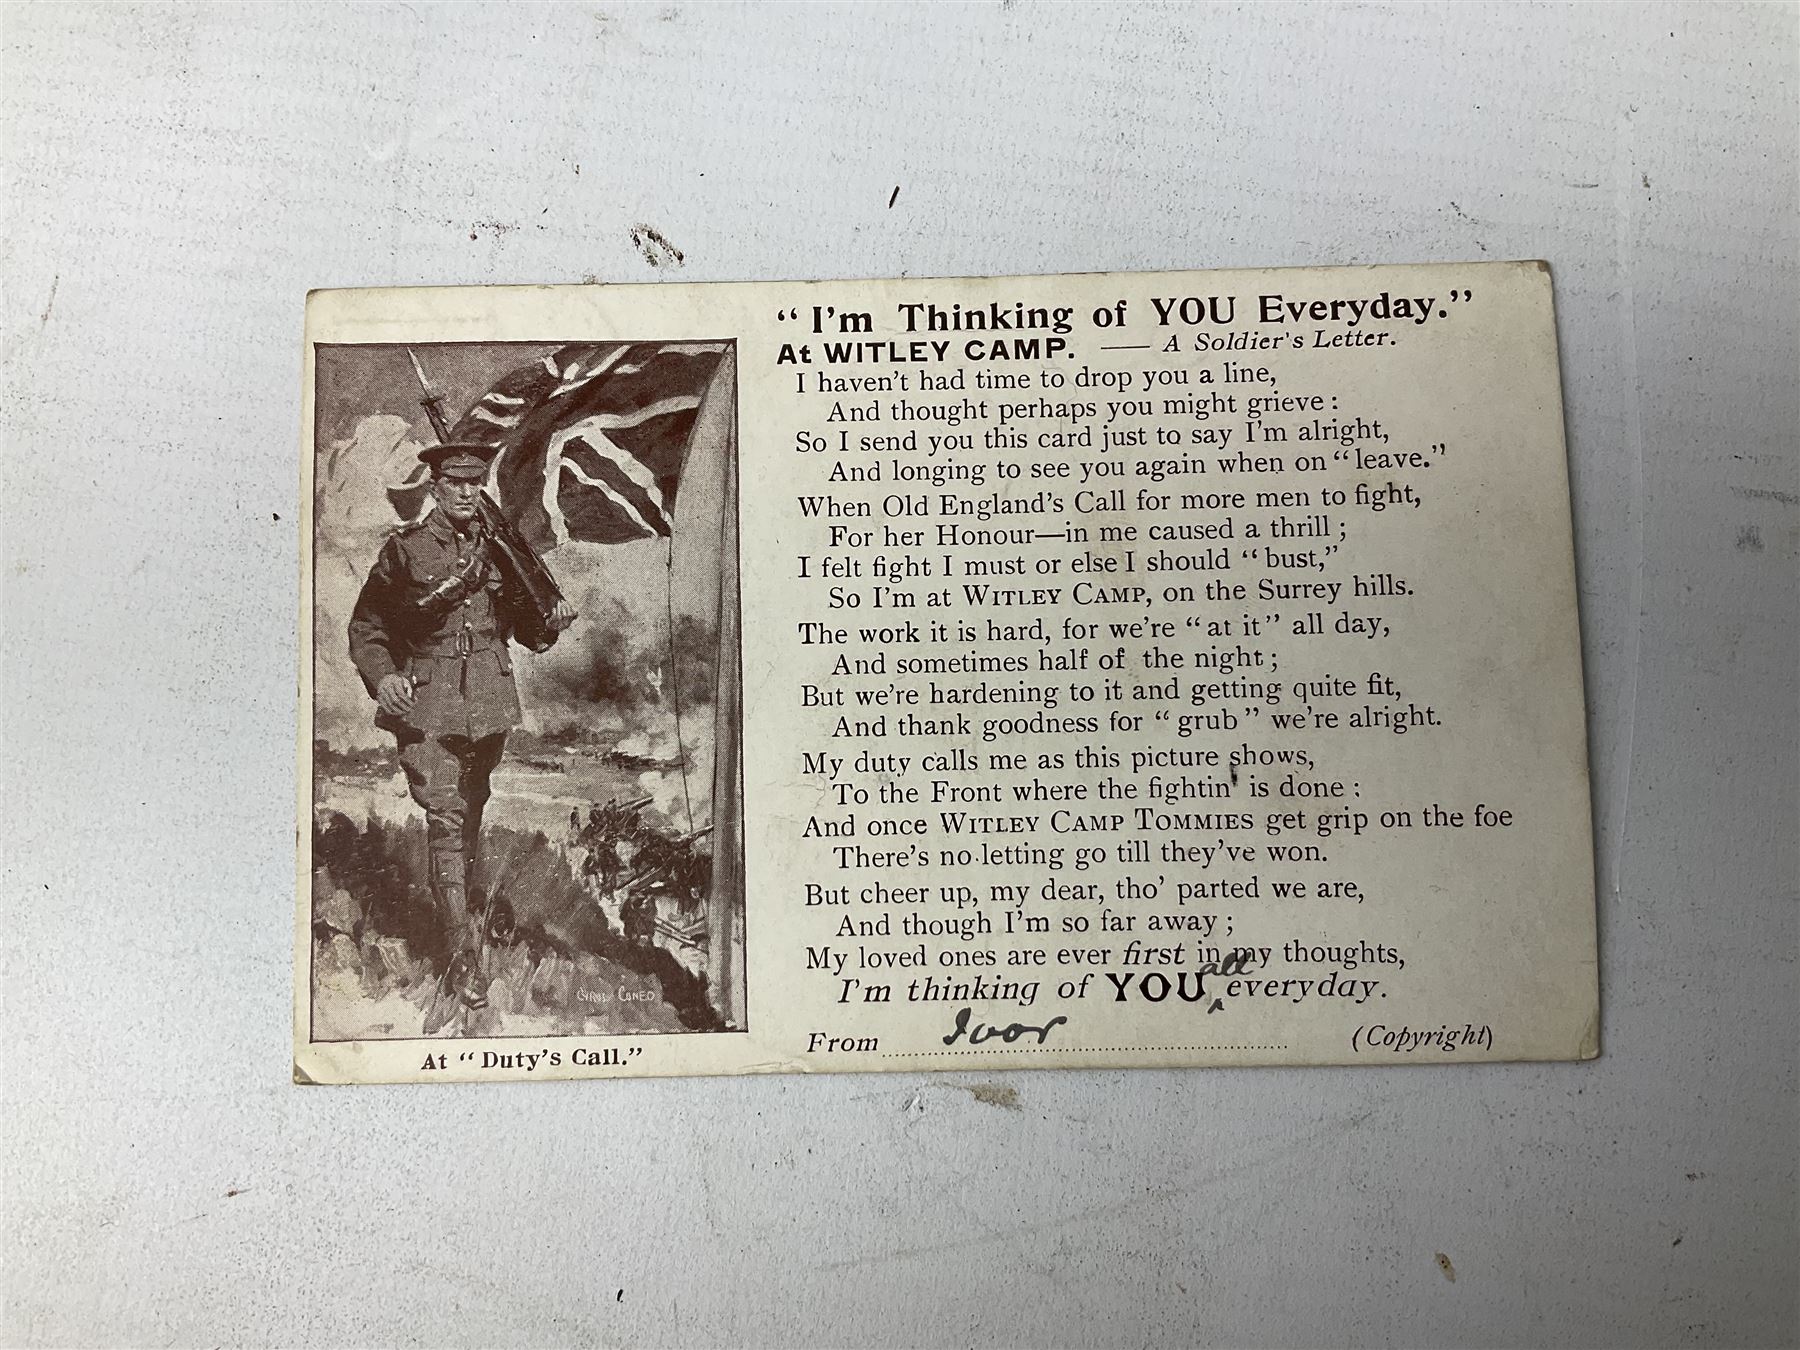 “ I'm Thinking of YOU Everyday.”
At WITLEY CAMP. —— A Soldier's Letter.
I haven't had time to drop you a line,
And thought perhaps you might grieve :
So I send you this card just to say I'm alright,
And longing to see you again when on “ leave.”
When Old England's Call for more men to fight,
For her Honour—in me caused a thrill ;
I felt fight I must or else I should “ bust,”
So I'm at WITLEY CAMP, on the Surrey hills.
The work it is hard, for we're “ at it ” all day,
And sometimes half of the night ;
But we're hardening to it and getting quite fit,
And thank goodness for “ grub ” we're alright.
My duty calls me as this picture shows,
To the Front where the fightin' is done :
And once WITLEY CAMP TOMMIES get grip on the foe
There's no letting go till they've won.
But cheer up, my dear, tho' parted we are,
And though I'm so far away ;
My loved ones are ever first in my thoughts,
all
I'm thinking of YOU ‸ everyday.
From Ivor (Copyright)
At “ Duty's Call.”